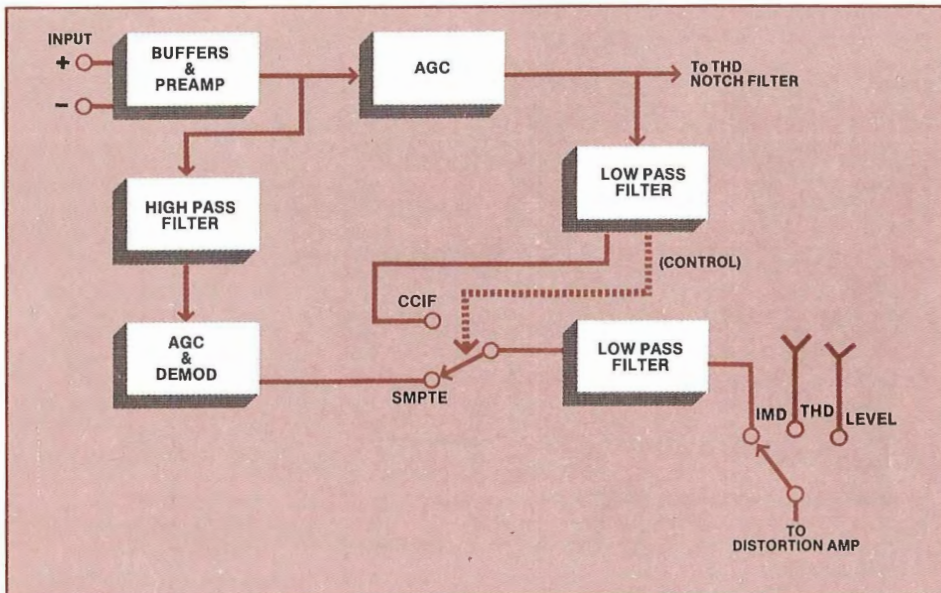 INPUT
+
−
BUFFERS
&
PREAMP
AGC
To THD
NOTCH FILTER
HIGH PASS
FILTER
LOW PASS
FILTER
(CONTROL)
CCIF
AGC
&
DEMOD
SMPTE
LOW PASS
FILTER
IMD
THD
LEVEL
TO
DISTORTION AMP